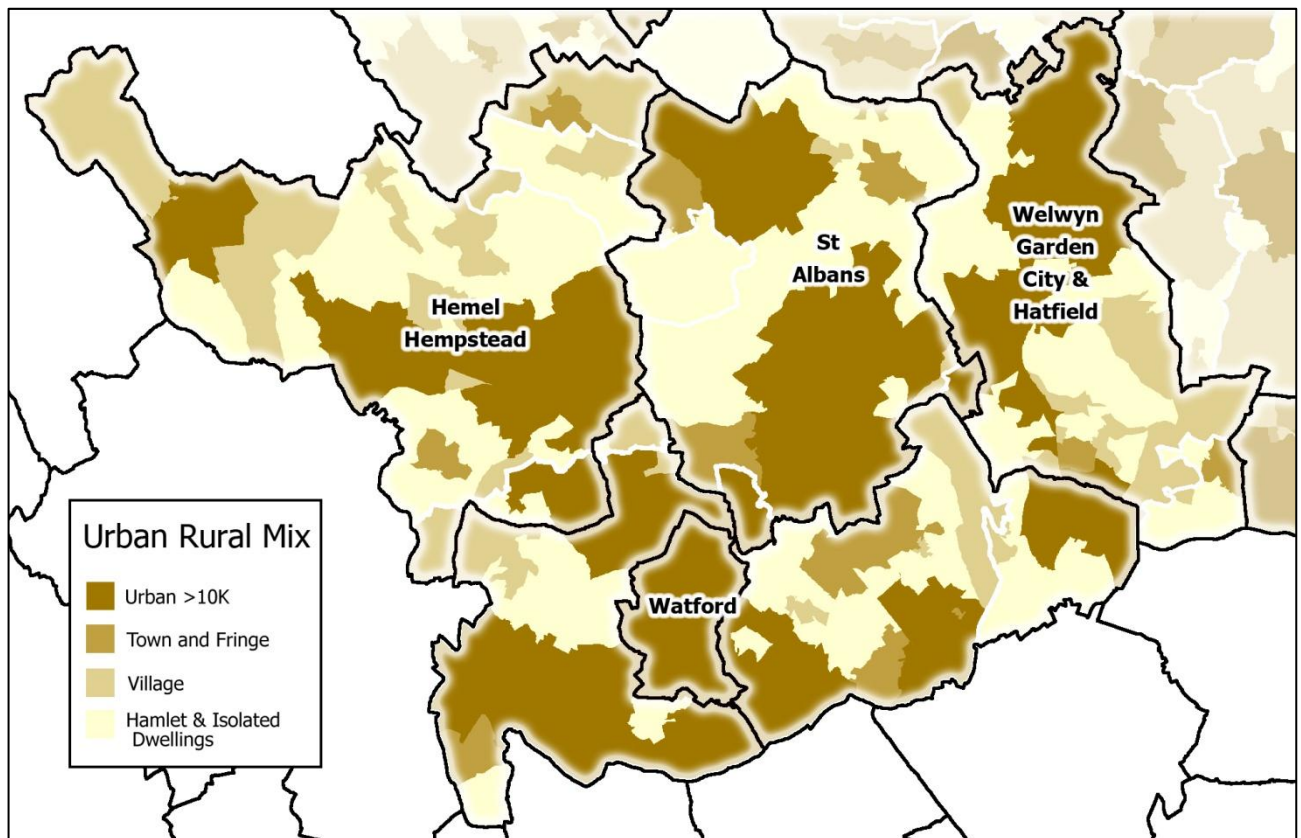 Welwyn
Garden
City &
Hatfield
St
Albans
Hemel
Hempstead
Watford
Urban Rural Mix
Urban >10K
Town and Fringe
Village
Hamlet & Isolated
Dwellings